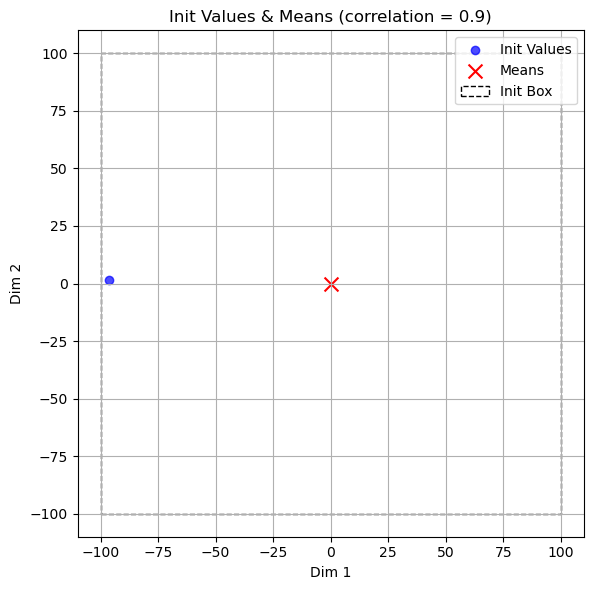 Init Values & Means (correlation = 0.9)
Init Values
Means
Init Box
100
75
50
25
0
−25
−50
−75
−100
Dim 2
−100 −75 −50 −25 0 25 50 75 100
Dim 1